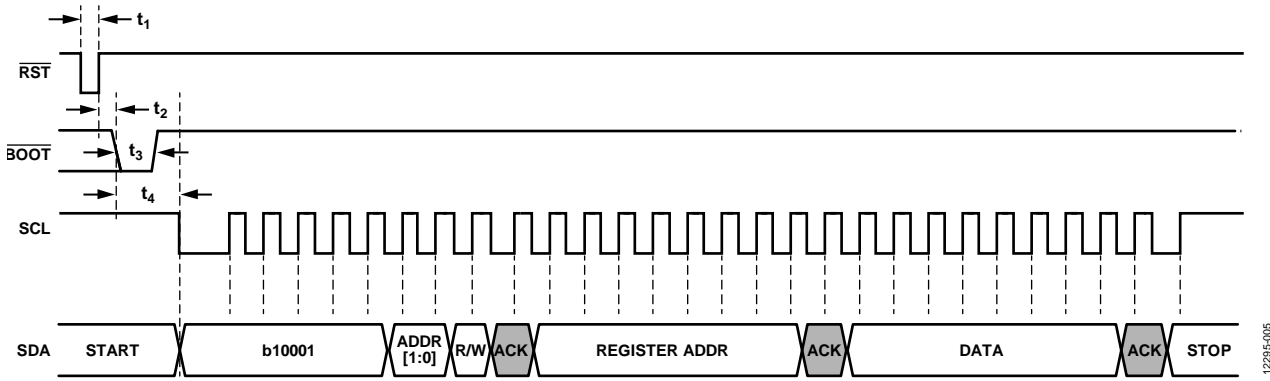 t1
RST
t2
BOOT
t3
t4
SCL
SDA START b10001 ADDR [1:0] R/W ACK REGISTER ADDR ACK DATA ACK STOP
12295-005